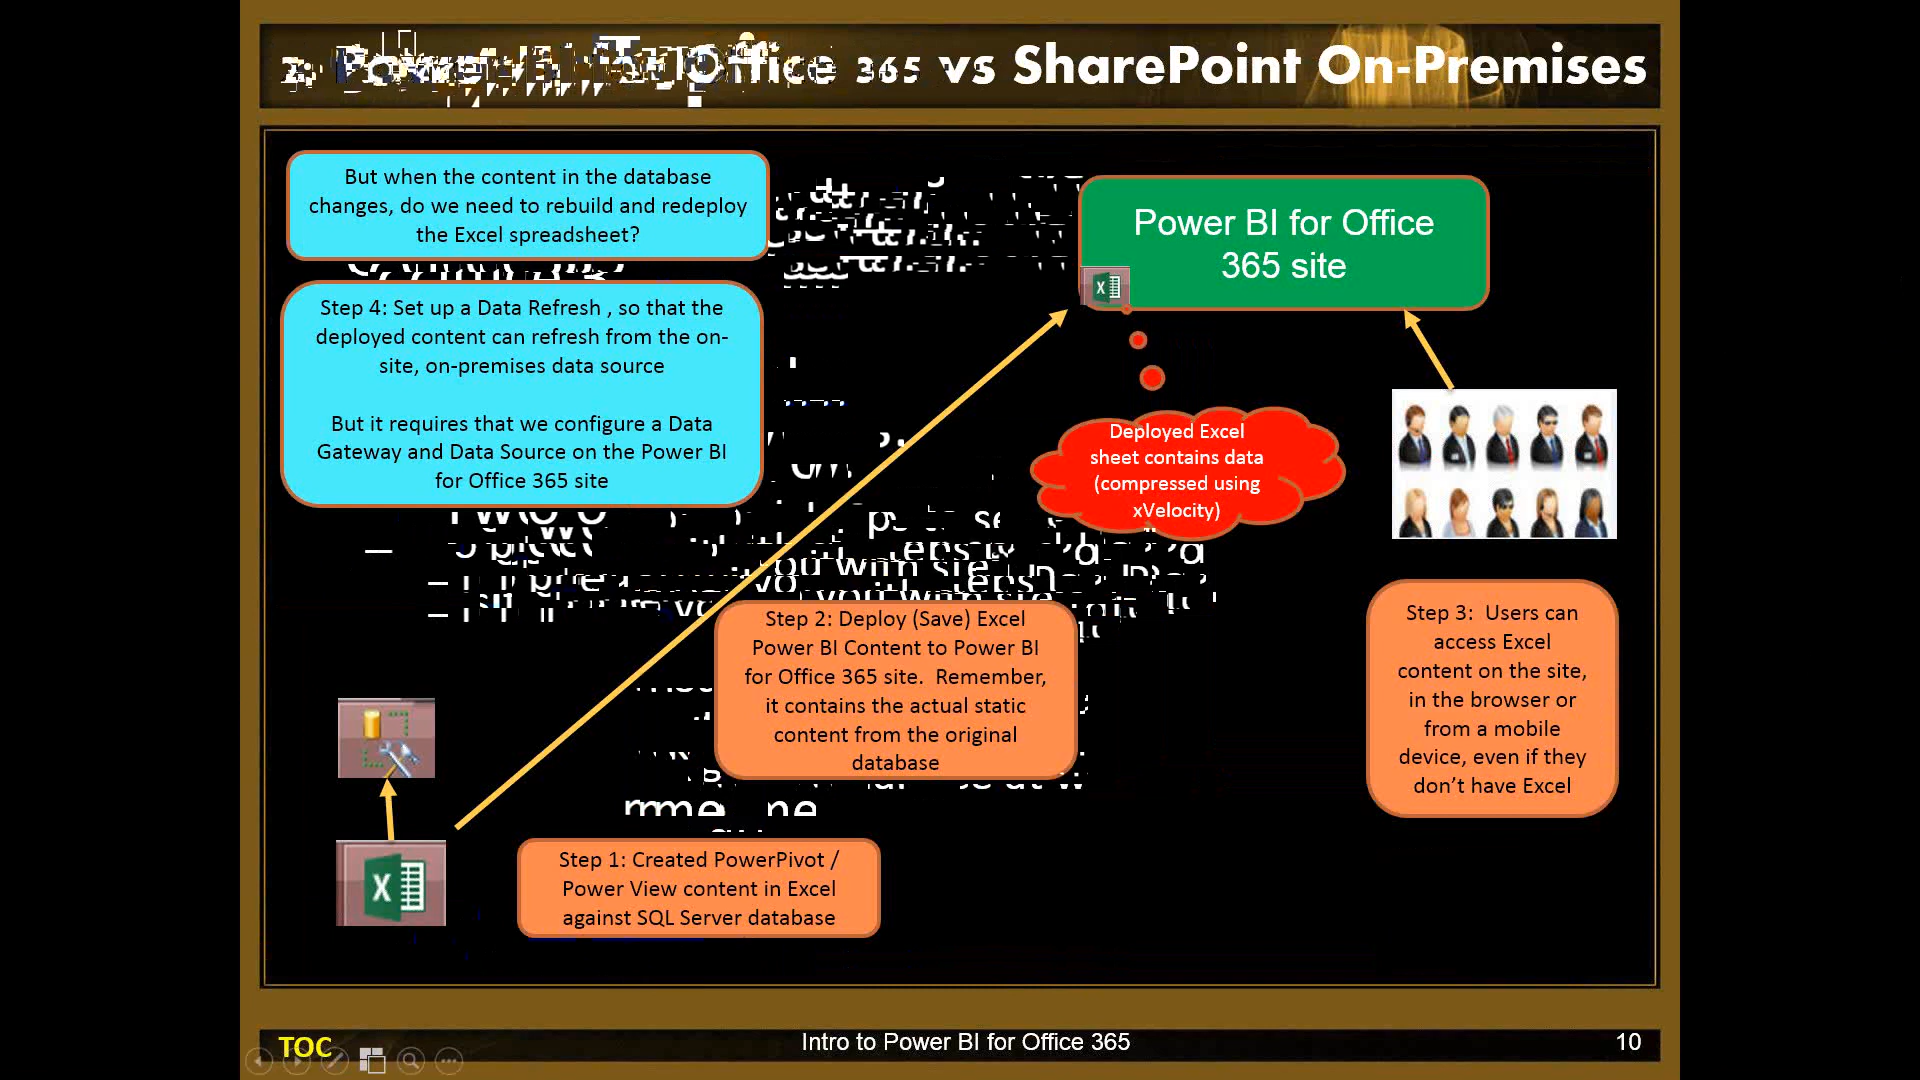 Office 365 vs SharePoint On-Premises
But when the content in the database
changes, do we need to rebuild and redeploy
the Excel spreadsheet?
Power BI for Office
365 site
Step 4: Set up a Data Refresh , so that the
deployed content can refresh from the on-
site, on-premises data source
But it requires that we configure a Data
Gateway and Data Source on the Power BI
for Office 365 site
Deployed Excel
sheet contains data
(compressed using
xVelocity)
Step 2: Deploy (Save) Excel
Power BI Content to Power BI
for Office 365 site.  Remember,
it contains the actual static
content from the original
database
Step 3:  Users can
access Excel
content on the site,
in the browser or
from a mobile
device, even if they
don't have Excel
Step 1: Created PowerPivot /
Power View content in Excel
against SQL Server database
TOC
Intro to Power BI for Office 365
10